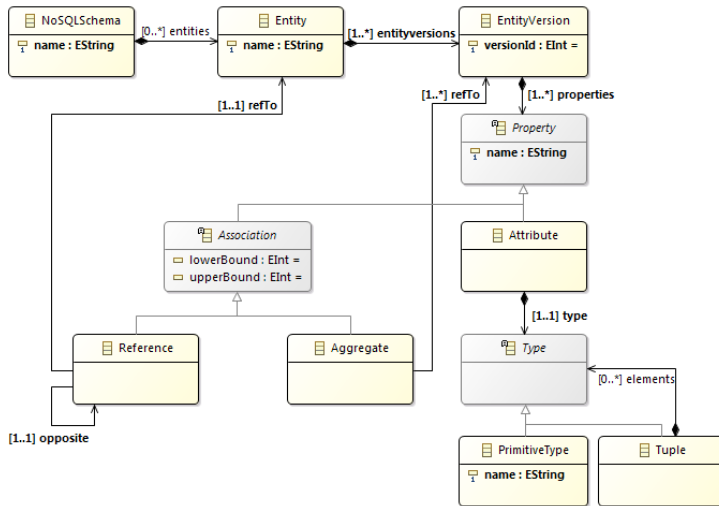 NoSQLSchema
name : EString
[0..*] entities
Entity
name : EString
[1..*] entityversions
EntityVersion
versionId : EInt =
[1..1] refTo
[1..*] refTo
[1..*] properties
Property
name : EString
Association
lowerBound : EInt =
upperBound : EInt =
Attribute
[1..1] type
Reference
Aggregate
Type
[0..*] elements
[1..1] opposite
PrimitiveType
name : EString
Tuple